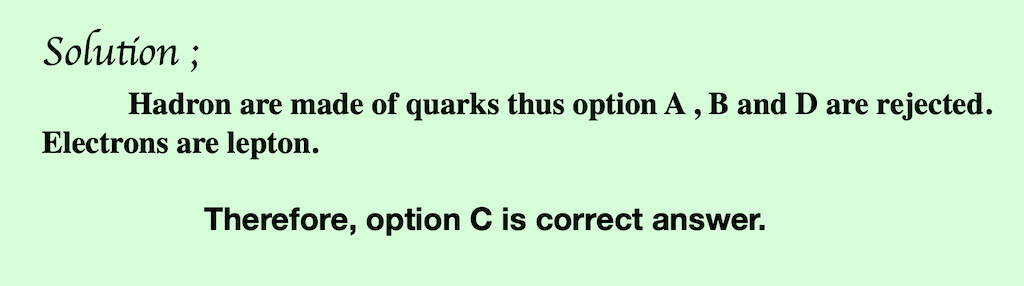 Solution ;
Hadron are made of quarks thus option A , B and D are rejected.
Electrons are lepton.
Therefore, option C is correct answer.